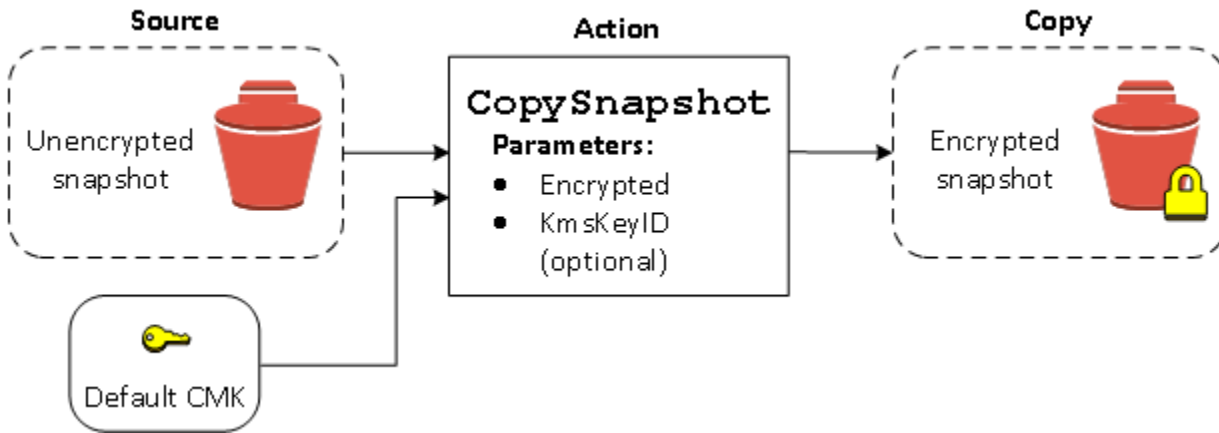 Source
Unencrypted
snapshot
Default CMK
Action
CopySnapshot
Parameters:
● Encrypted
● KmsKeyID
(optional)
Copy
Encrypted
snapshot